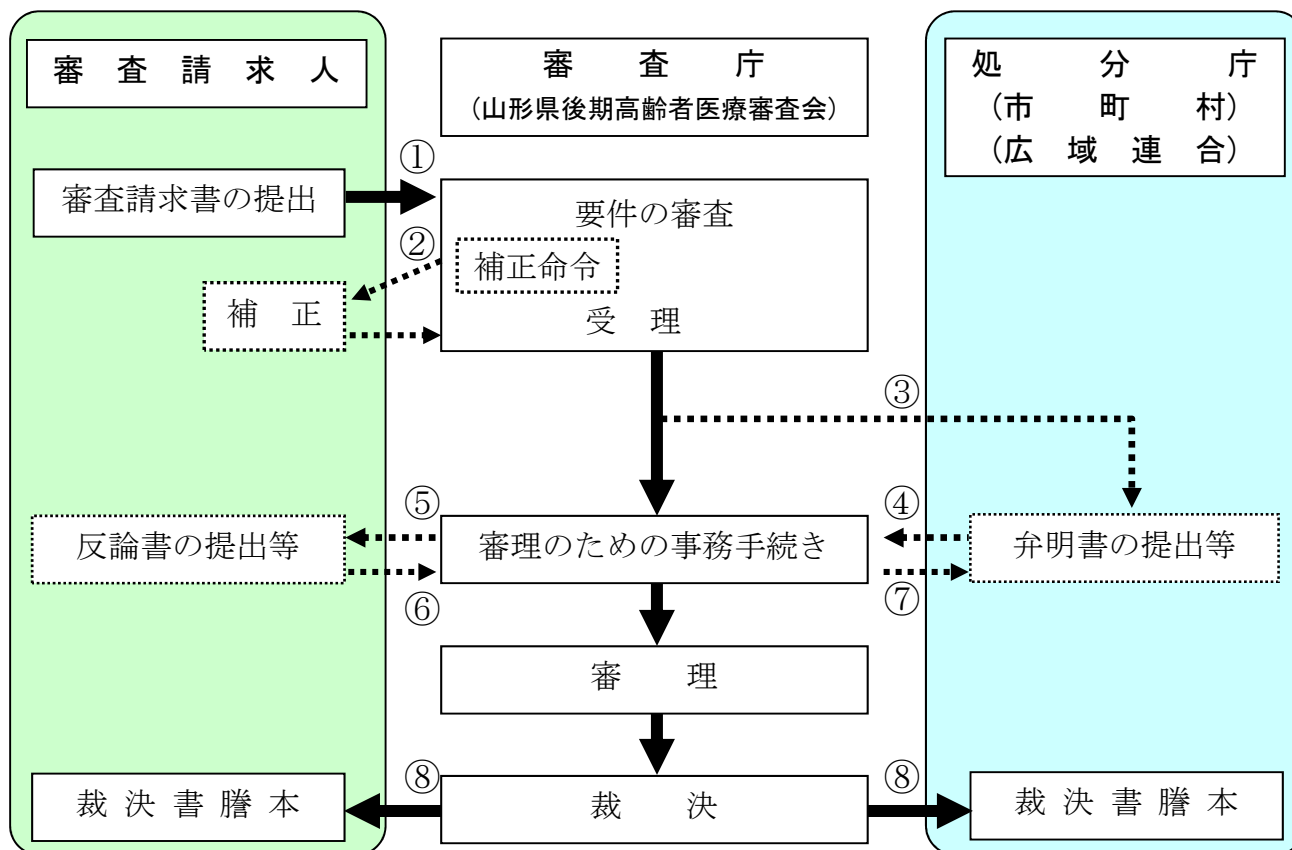 審査請求人
審査庁
(山形県後期高齢者医療審査会)
処分庁
(市町村)
(広域連合)
①
審査請求書の提出
要件の審査
②
補正命令
補正
受理
③
⑤
④
反論書の提出等
審理のための事務手続き
弁明書の提出等
⑥
⑦
審理
⑧
⑧
裁決書謄本
裁決
裁決書謄本